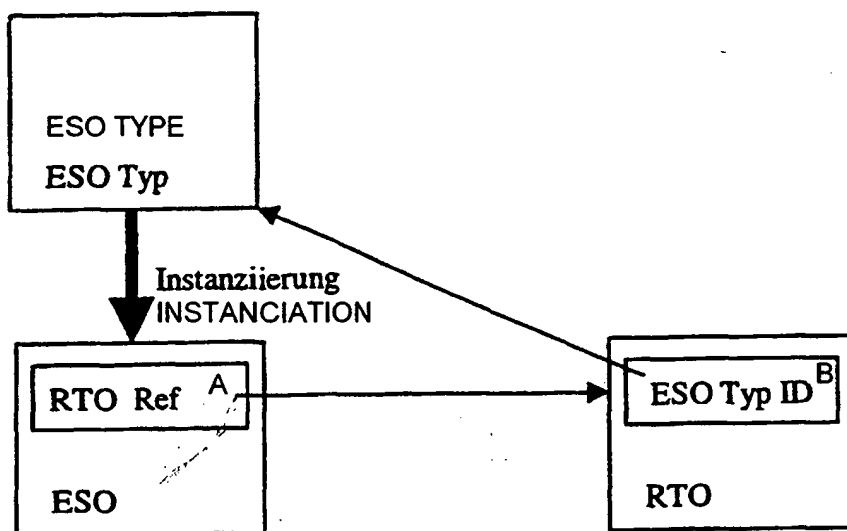 ESO TYPE
ESO Typ
Instanziierung
INSTANCIATION
RTO Ref A
ESO
ESO Typ ID B
RTO